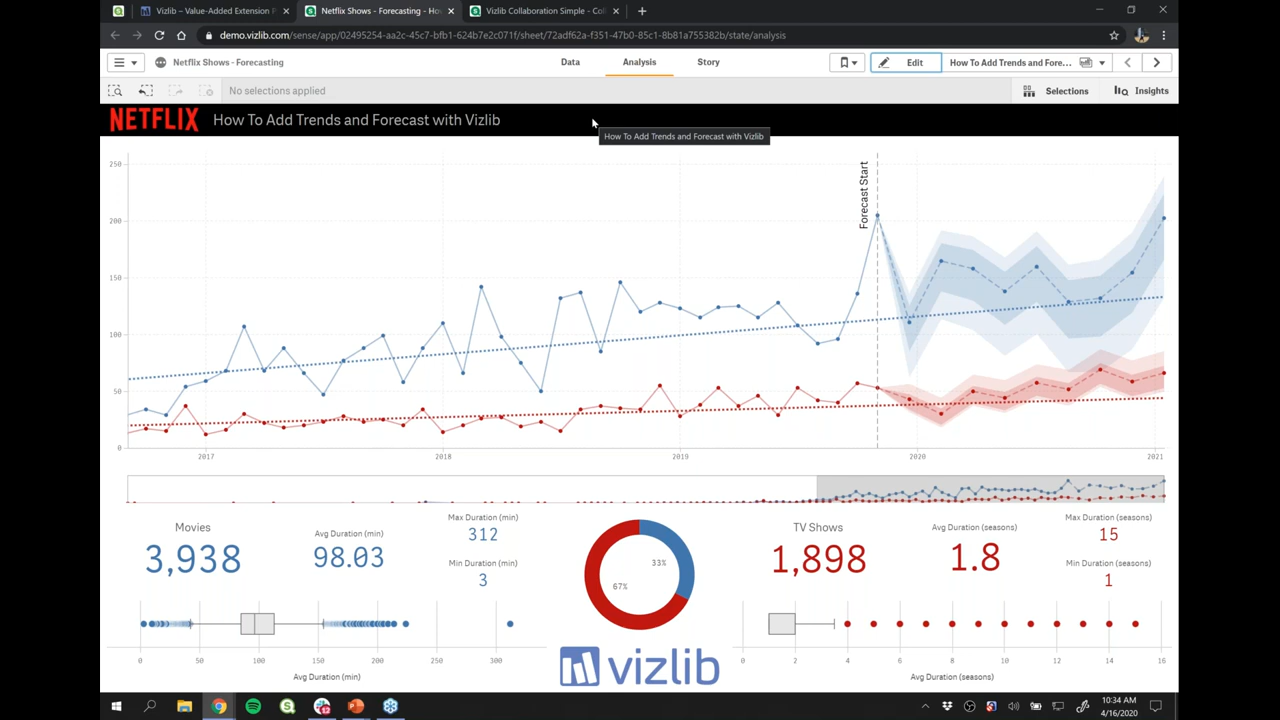 Vizlib – Value-Added Extension P
Netflix Shows - Forecasting - Ho
Vizlib Collaboration Simple - Col
demo.vizlib.com/sense/app/02495254-aa2c-45c7-bfb1-624b7e2c071f/sheet/72adf62a-f351-47b0-85c1-8b81a755382b/state/analysis
Netflix Shows - Forecasting
Data
Analysis
Story
Edit
How To Add Trends and Fore...
No selections applied
Selections
Insights
NETFLIX
How To Add Trends and Forecast with Vizlib
How To Add Trends and Forecast with Vizlib
Forecast Start
250
200
150
100
50
0
2017 2018 2019 2020 2021
Movies
3,938
Avg Duration (min)
98.03
Max Duration (min)
312
Min Duration (min)
3
33%
67%
TV Shows
1,898
Avg Duration (seasons)
1.8
Max Duration (seasons)
15
Min Duration (seasons)
1
0 50 100 150 200 250 300
Avg Duration (min)
vizlib
0 2 4 6 8 10 12 14 16
Avg Duration (seasons)
12
10:34 AM
4/16/2020